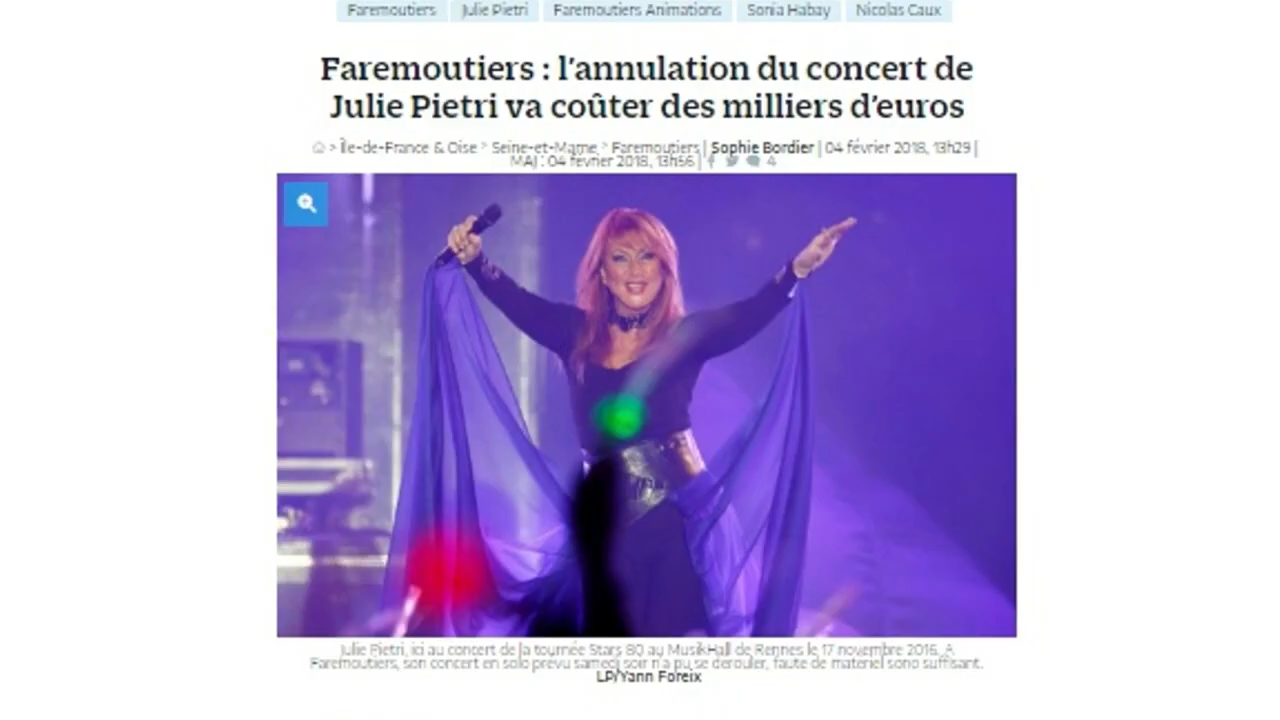 Faremoutiers Julie Pietri Faremoutiers Animations Sonia Habay Nicolas Caux
Faremoutiers : l'annulation du concert de
Julie Pietri va coûter des milliers d'euros
> Île-de-France & Oise > Seine-et-Marne > Faremoutiers | Sophie Bordier | 04 février 2018, 13h29 |
MAJ : 04 février 2018, 13h56 | 4
Julie Pietri, ici au concert de la tournée Stars 80 au MusikHall de Rennes le 17 novembre 2016. A
Faremoutiers, son concert en solo prévu samedi soir n'a pu se dérouler, faute de matériel sono suffisant.
LP/Yann Foreix